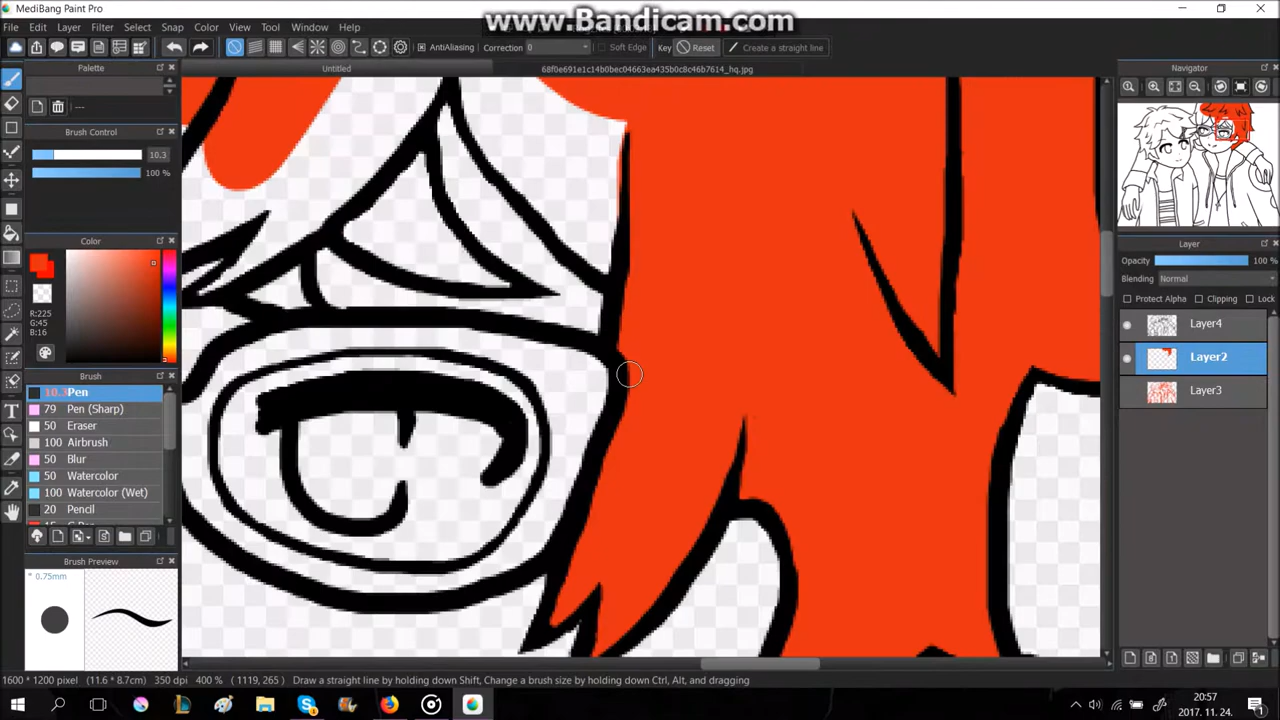 MediBang Paint Pro
www.Bandicam.com
File Edit Layer Filter Select Snap Color View Tool Window Help
AntiAliasing Correction 0 Soft Edge Key Reset Create a straight line
Palette
Untitled
68f0e691e1c14b0bec04663ea435b0c8c46b7614_hq.jpg
Navigator
---
Brush Control
10.3
100 %
Color
R:225
G:45
B:16
Brush
10.3 Pen
79 Pen (Sharp)
50 Eraser
100 Airbrush
50 Blur
50 Watercolor
100 Watercolor (Wet)
20 Pencil
Brush Preview
* 0.75mm
Layer
Opacity 100 %
Blending Normal
Protect Alpha Clipping Lock
Layer4
Layer2
Layer3
1600 * 1200 pixel (11.6 * 8.7cm) 350 dpi 400 % ( 1119, 265 ) Draw a straight line by holding down Shift, Change a brush size by holding down Ctrl, Alt, and dragging
20:57
2017. 11. 24.